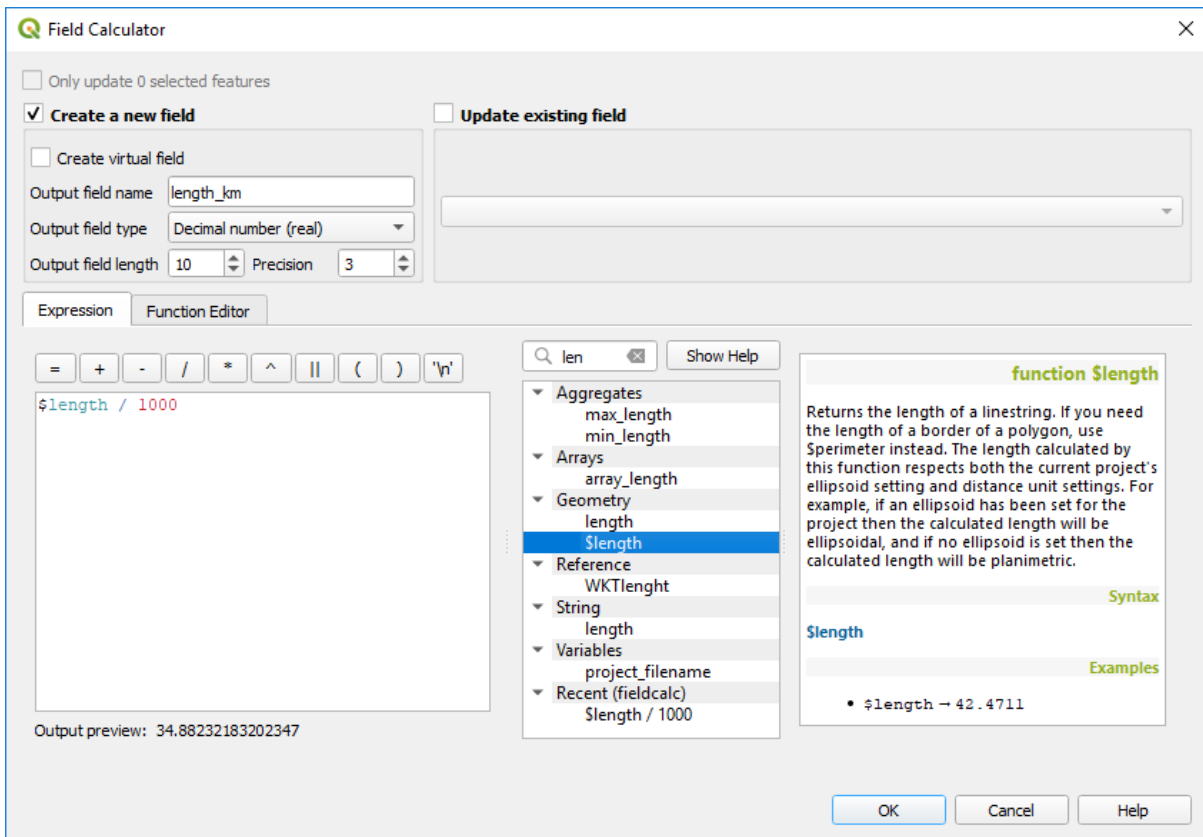 Field Calculator
Only update 0 selected features
Create a new field
Update existing field
Create virtual field
Output field name length_km
Output field type Decimal number (real)
Output field length 10 Precision 3
Expression Function Editor
= + - / * ^ || ( ) '\n'
$length / 1000
Output preview: 34.88232183202347
len Show Help
Aggregates
max_length
min_length
Arrays
array_length
Geometry
length
$length
Reference
WKTlenght
String
length
Variables
project_filename
Recent (fieldcalc)
$length / 1000
function $length
Returns the length of a linestring. If you need
the length of a border of a polygon, use
$perimeter instead. The length calculated by
this function respects both the current project's
ellipsoid setting and distance unit settings. For
example, if an ellipsoid has been set for the
project then the calculated length will be
ellipsoidal, and if no ellipsoid is set then the
calculated length will be planimetric.
Syntax
$length
Examples
• $length → 42.4711
OK Cancel Help